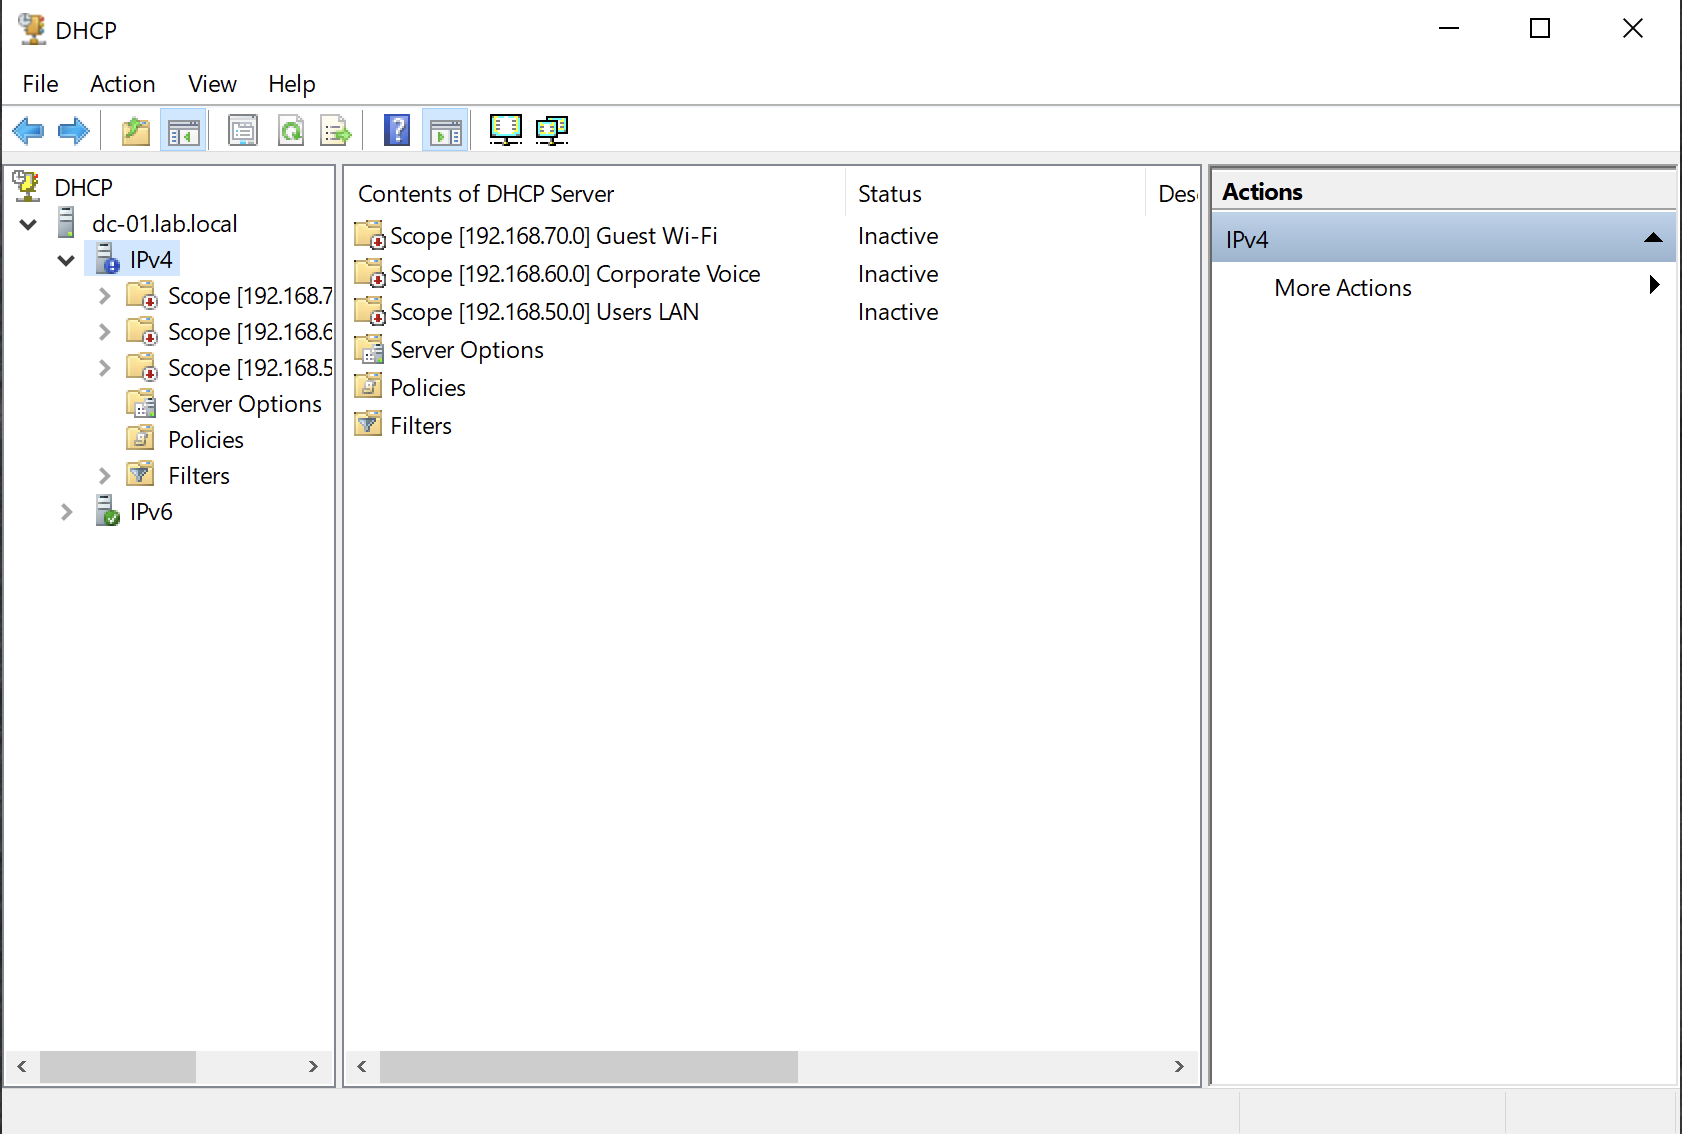 DHCP
File Action View Help
DHCP
dc-01.lab.local
IPv4
Scope [192.168.7
Scope [192.168.6
Scope [192.168.5
Server Options
Policies
Filters
IPv6
Contents of DHCP Server Status Des
Scope [192.168.70.0] Guest Wi-Fi Inactive
Scope [192.168.60.0] Corporate Voice Inactive
Scope [192.168.50.0] Users LAN Inactive
Server Options
Policies
Filters
Actions
IPv4
More Actions